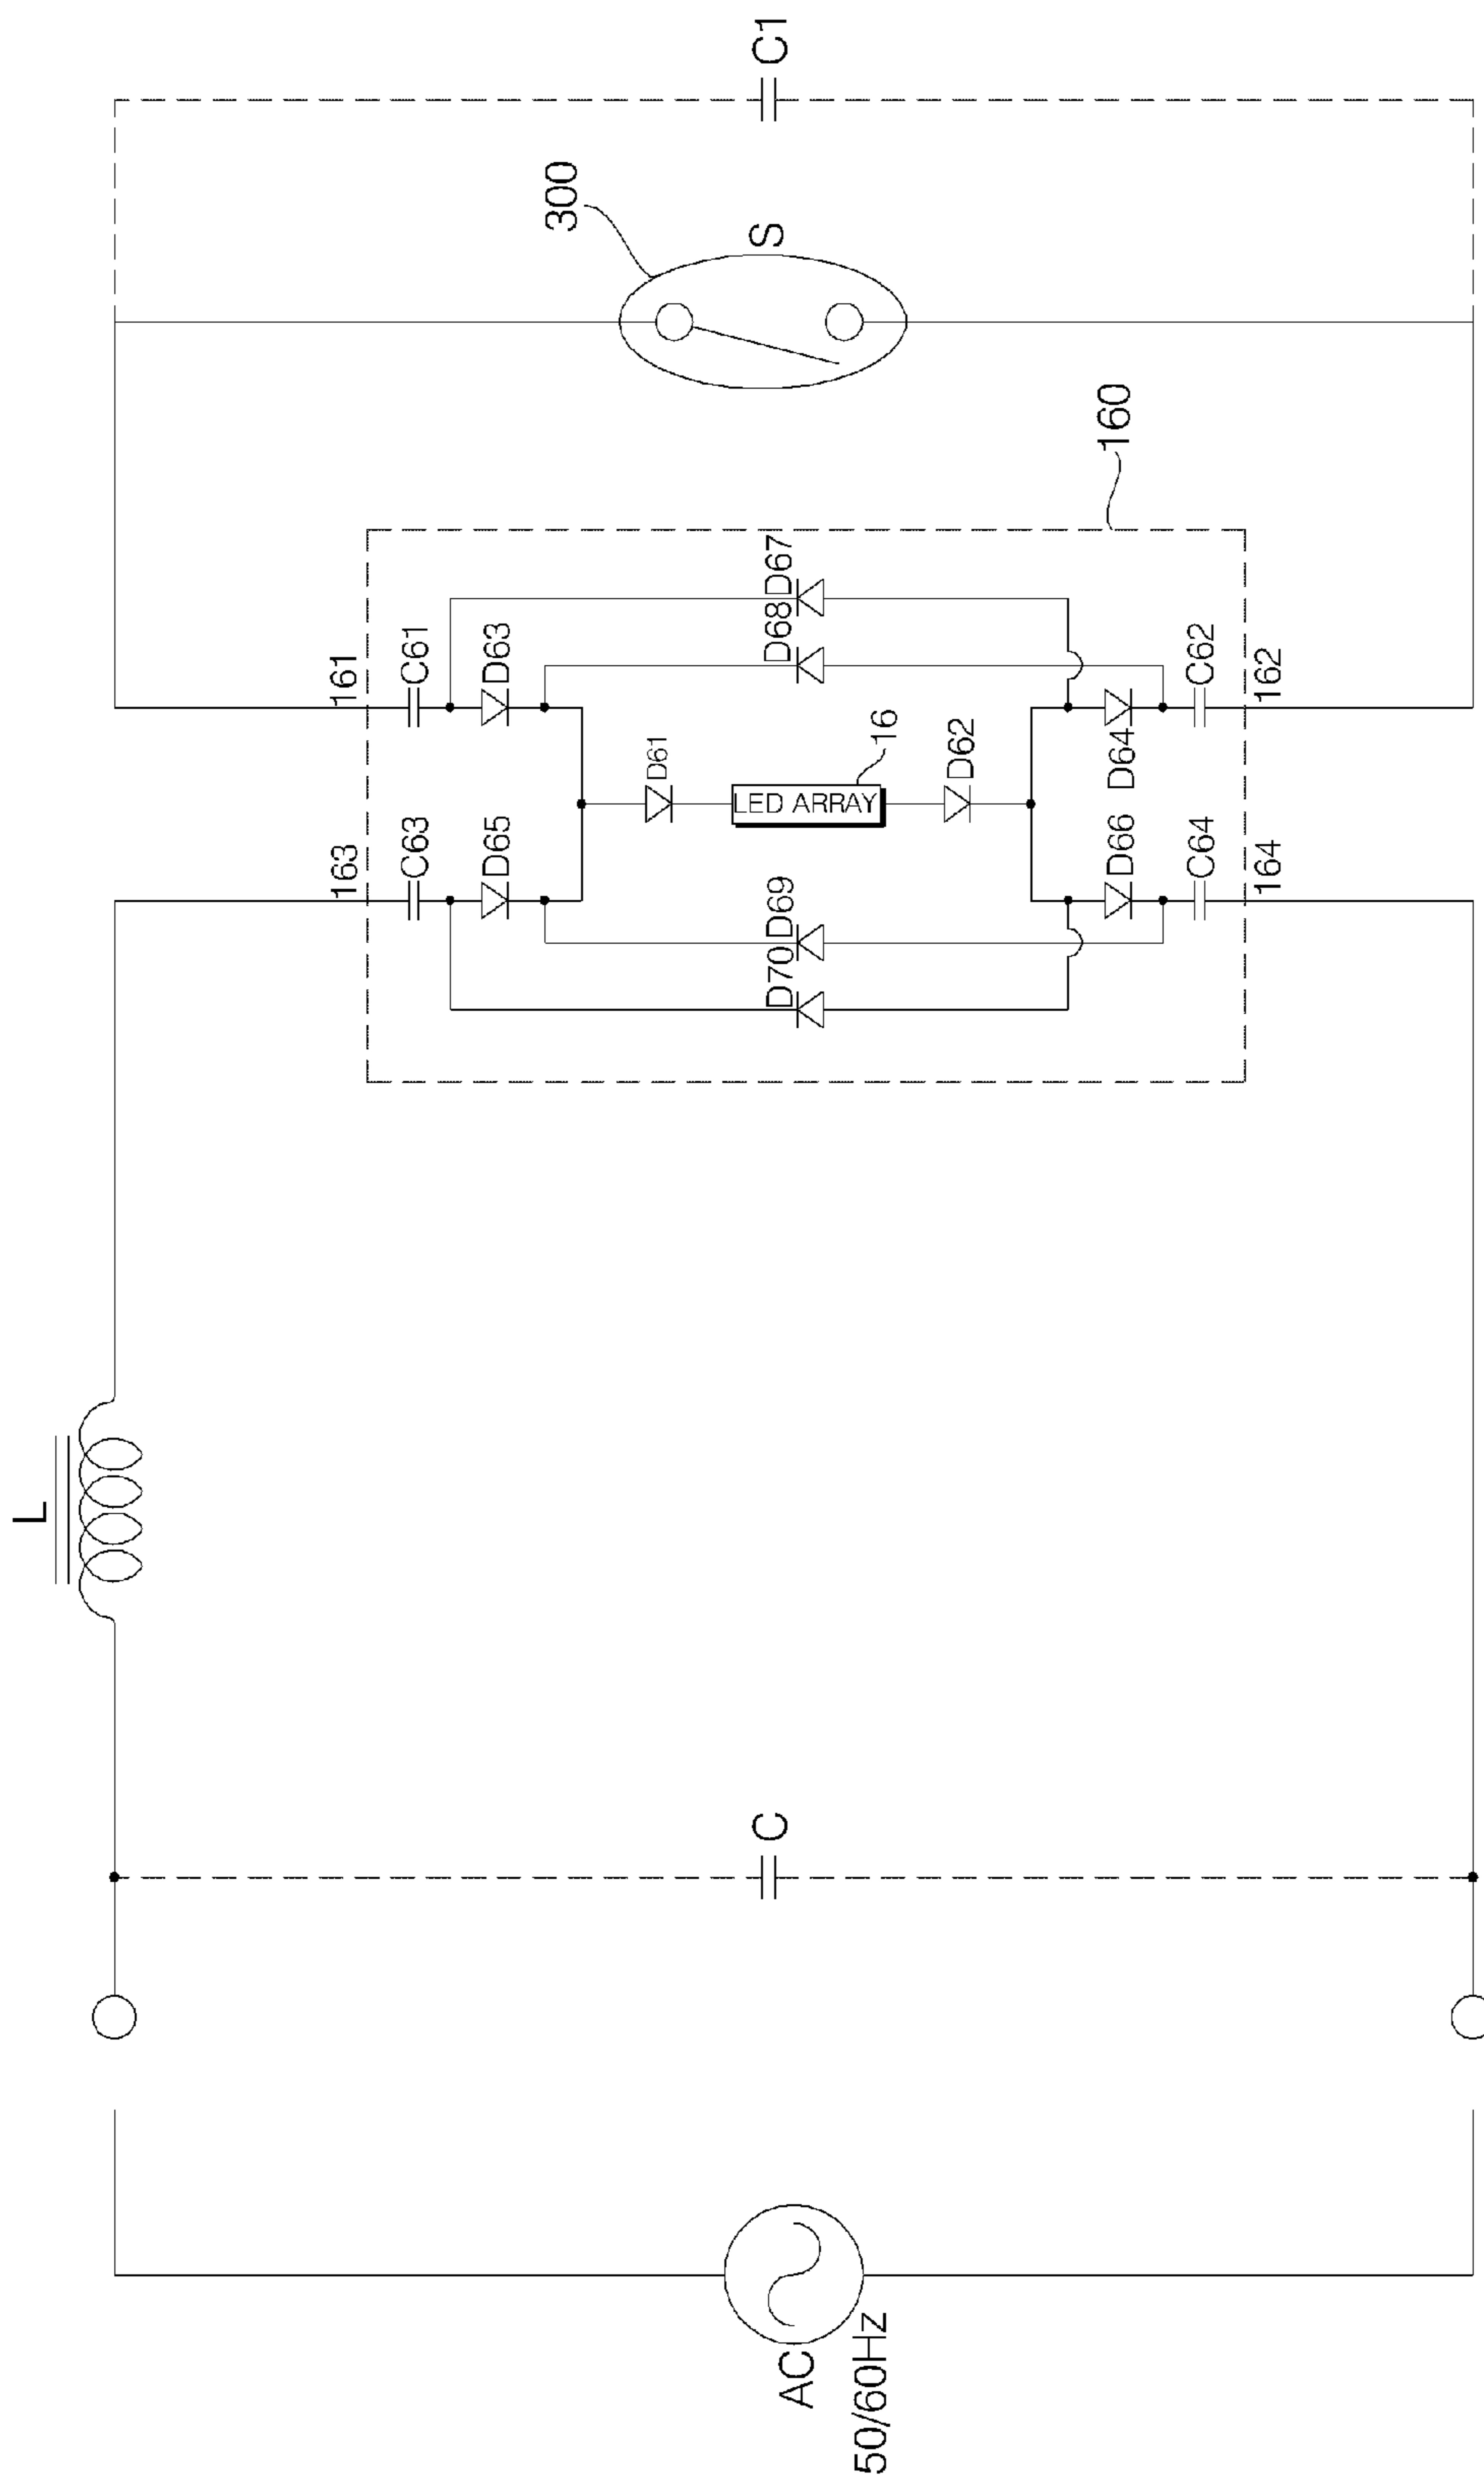 C1
300
S
160
D67
D68
161
C61
D63
C62
162
D61
16
LED ARRAY
D62
D64
163
C63
D65
D66
C64
164
D69
D70
L
C
AC
50/60Hz